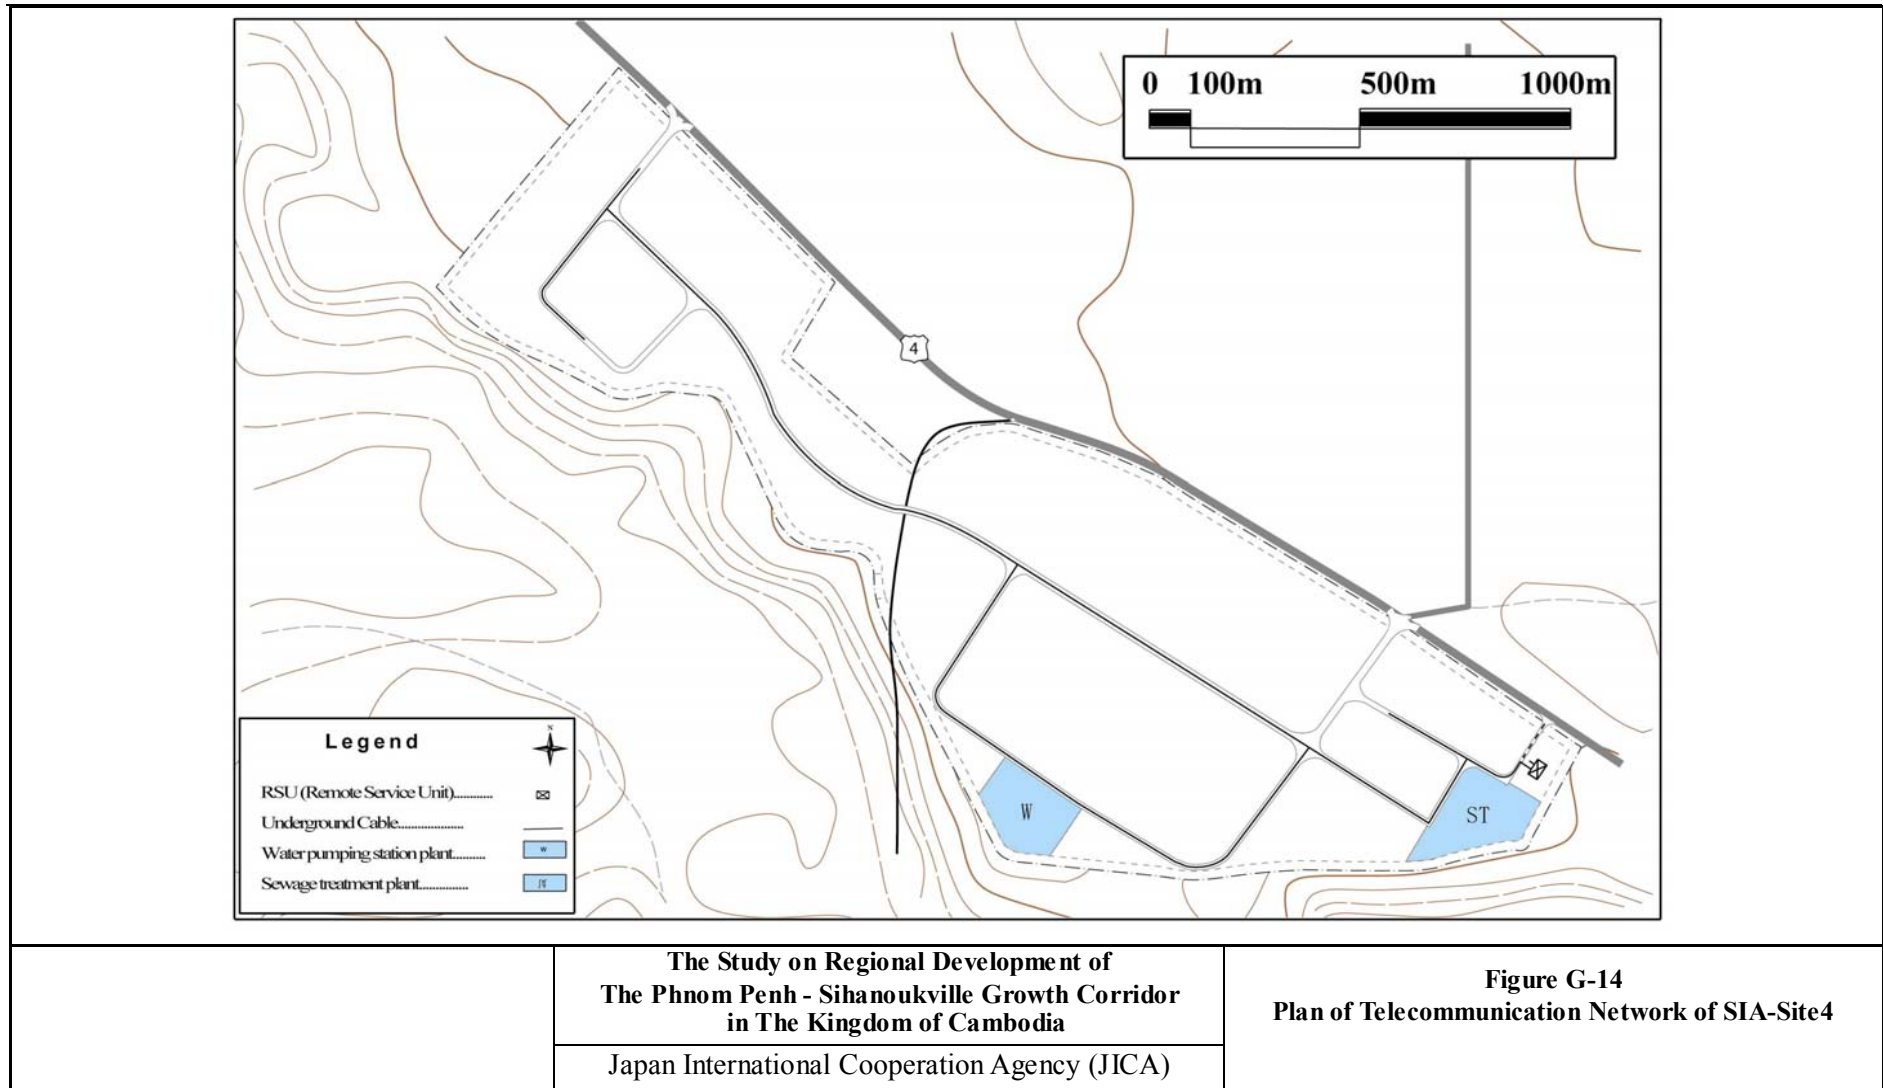 0 100m 500m 1000m
4
W
ST
Legend
N
RSU (Remote Service Unit)............
Underground Cable.....................
Water pumping station plant..........
W
Sewage treatment plant...............
The Study on Regional Development of
The Phnom Penh - Sihanoukville Growth Corridor
in The Kingdom of Cambodia
Japan International Cooperation Agency (JICA)
Figure G-14
Plan of Telecommunication Network of SIA-Site4